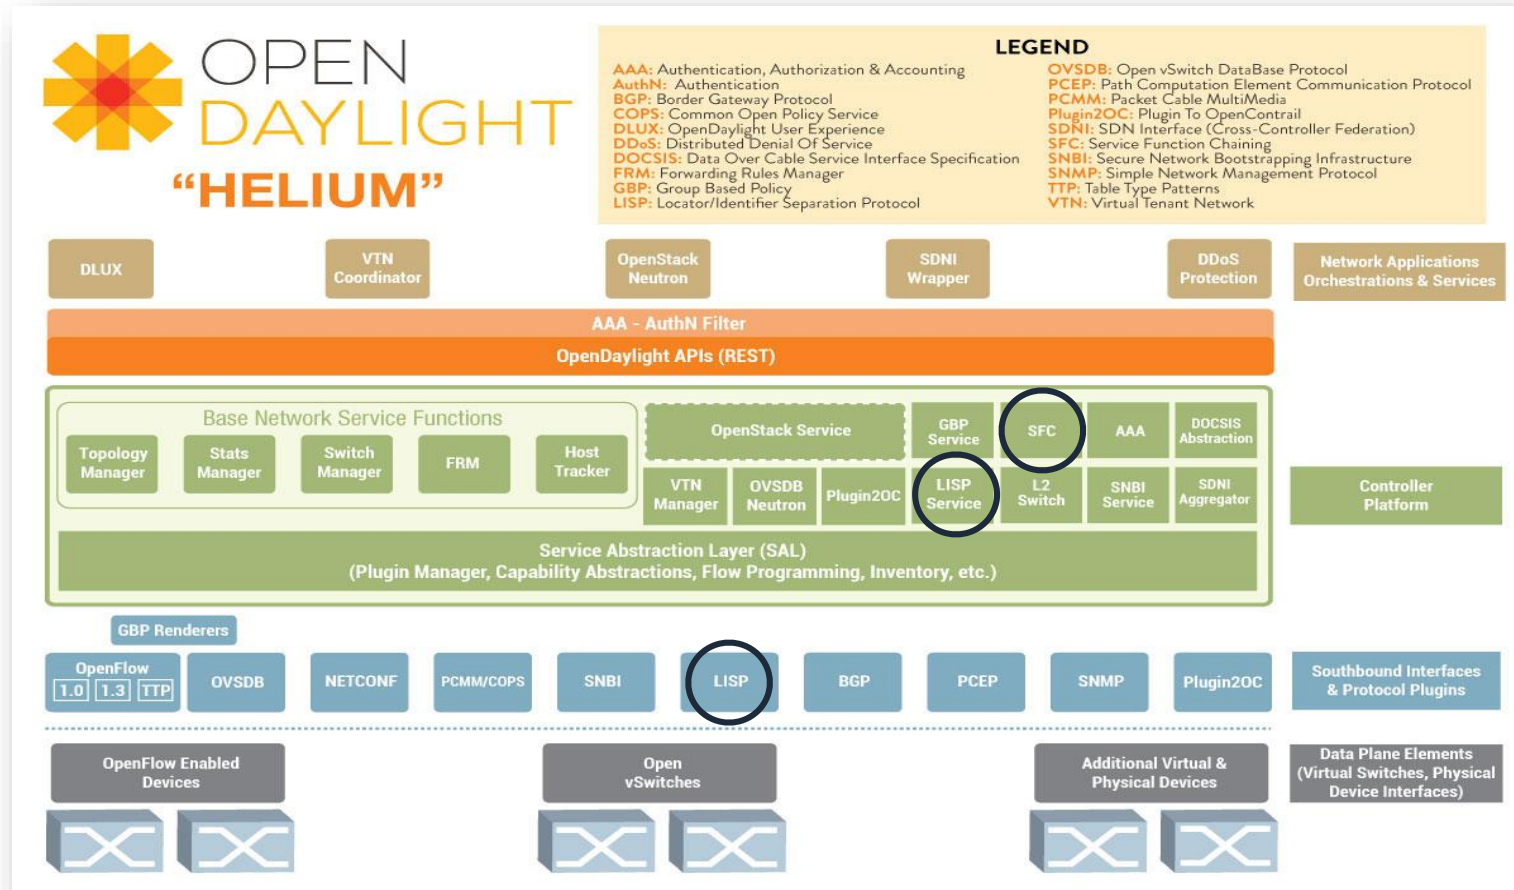 OPEN
DAYLIGHT
“HELIUM”
LEGEND
AAA: Authentication, Authorization & Accounting
AuthN: Authentication
BGP: Border Gateway Protocol
COPS: Common Open Policy Service
DLUX: OpenDaylight User Experience
DDoS: Distributed Denial Of Service
DOCSIS: Data Over Cable Service Interface Specification
FRM: Forwarding Rules Manager
GBP: Group Based Policy
LISP: Locator/Identifier Separation Protocol
OVSDB: Open vSwitch DataBase Protocol
PCEP: Path Computation Element Communication Protocol
PCMM: Packet Cable MultiMedia
Plugin2OC: Plugin To OpenContrail
SDNI: SDN Interface (Cross-Controller Federation)
SFC: Service Function Chaining
SNBI: Secure Network Bootstrapping Infrastructure
SNMP: Simple Network Management Protocol
TTP: Table Type Patterns
VTN: Virtual Tenant Network
DLUX
VTN
Coordinator
OpenStack
Neutron
SDNI
Wrapper
DDoS
Protection
Network Applications
Orchestrations & Services
AAA - AuthN Filter
OpenDaylight APIs (REST)
Base Network Service Functions
Topology
Manager
Stats
Manager
Switch
Manager
FRM
Host
Tracker
OpenStack Service
GBP
Service
SFC
AAA
DOCSIS
Abstraction
VTN
Manager
OVSDB
Neutron
Plugin2OC
LISP
Service
L2
Switch
SNBI
Service
SDNI
Aggregator
Controller
Platform
Service Abstraction Layer (SAL)
(Plugin Manager, Capability Abstractions, Flow Programming, Inventory, etc.)
GBP Renderers
OpenFlow
1.0 1.3 TTP
OVSDB
NETCONF
PCMM/COPS
SNBI
LISP
BGP
PCEP
SNMP
Plugin2OC
Southbound Interfaces
& Protocol Plugins
OpenFlow Enabled
Devices
Open
vSwitches
Additional Virtual &
Physical Devices
Data Plane Elements
(Virtual Switches, Physical
Device Interfaces)